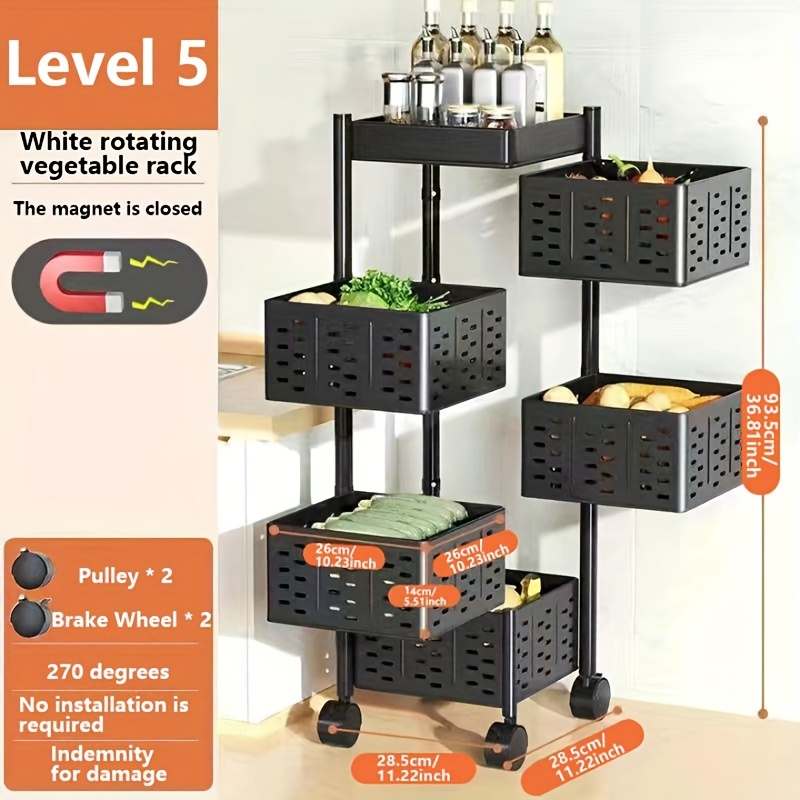 Level 5
White rotating
vegetable rack
The magnet is closed
Pulley * 2
Brake Wheel * 2
270 degrees
No installation is
required
Indemnity
for damage
93.5cm/
36.81inch
26cm/
10.23inch
26cm/
10.23inch
14cm/
5.51inch
28.5cm/
11.22inch
28.5cm/
11.22inch